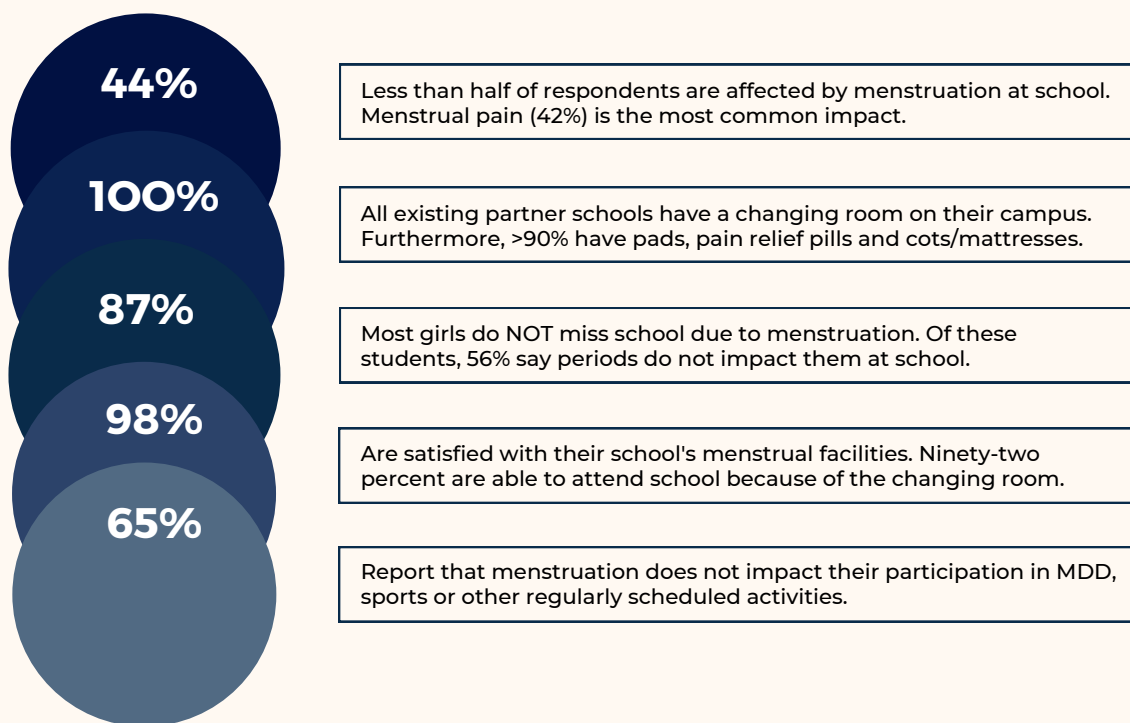 44%
Less than half of respondents are affected by menstruation at school.
Menstrual pain (42%) is the most common impact.
100%
All existing partner schools have a changing room on their campus.
Furthermore, >90% have pads, pain relief pills and cots/mattresses.
87%
Most girls do NOT miss school due to menstruation. Of these
students, 56% say periods do not impact them at school.
98%
Are satisfied with their school's menstrual facilities. Ninety-two
percent are able to attend school because of the changing room.
65%
Report that menstruation does not impact their participation in MDD,
sports or other regularly scheduled activities.